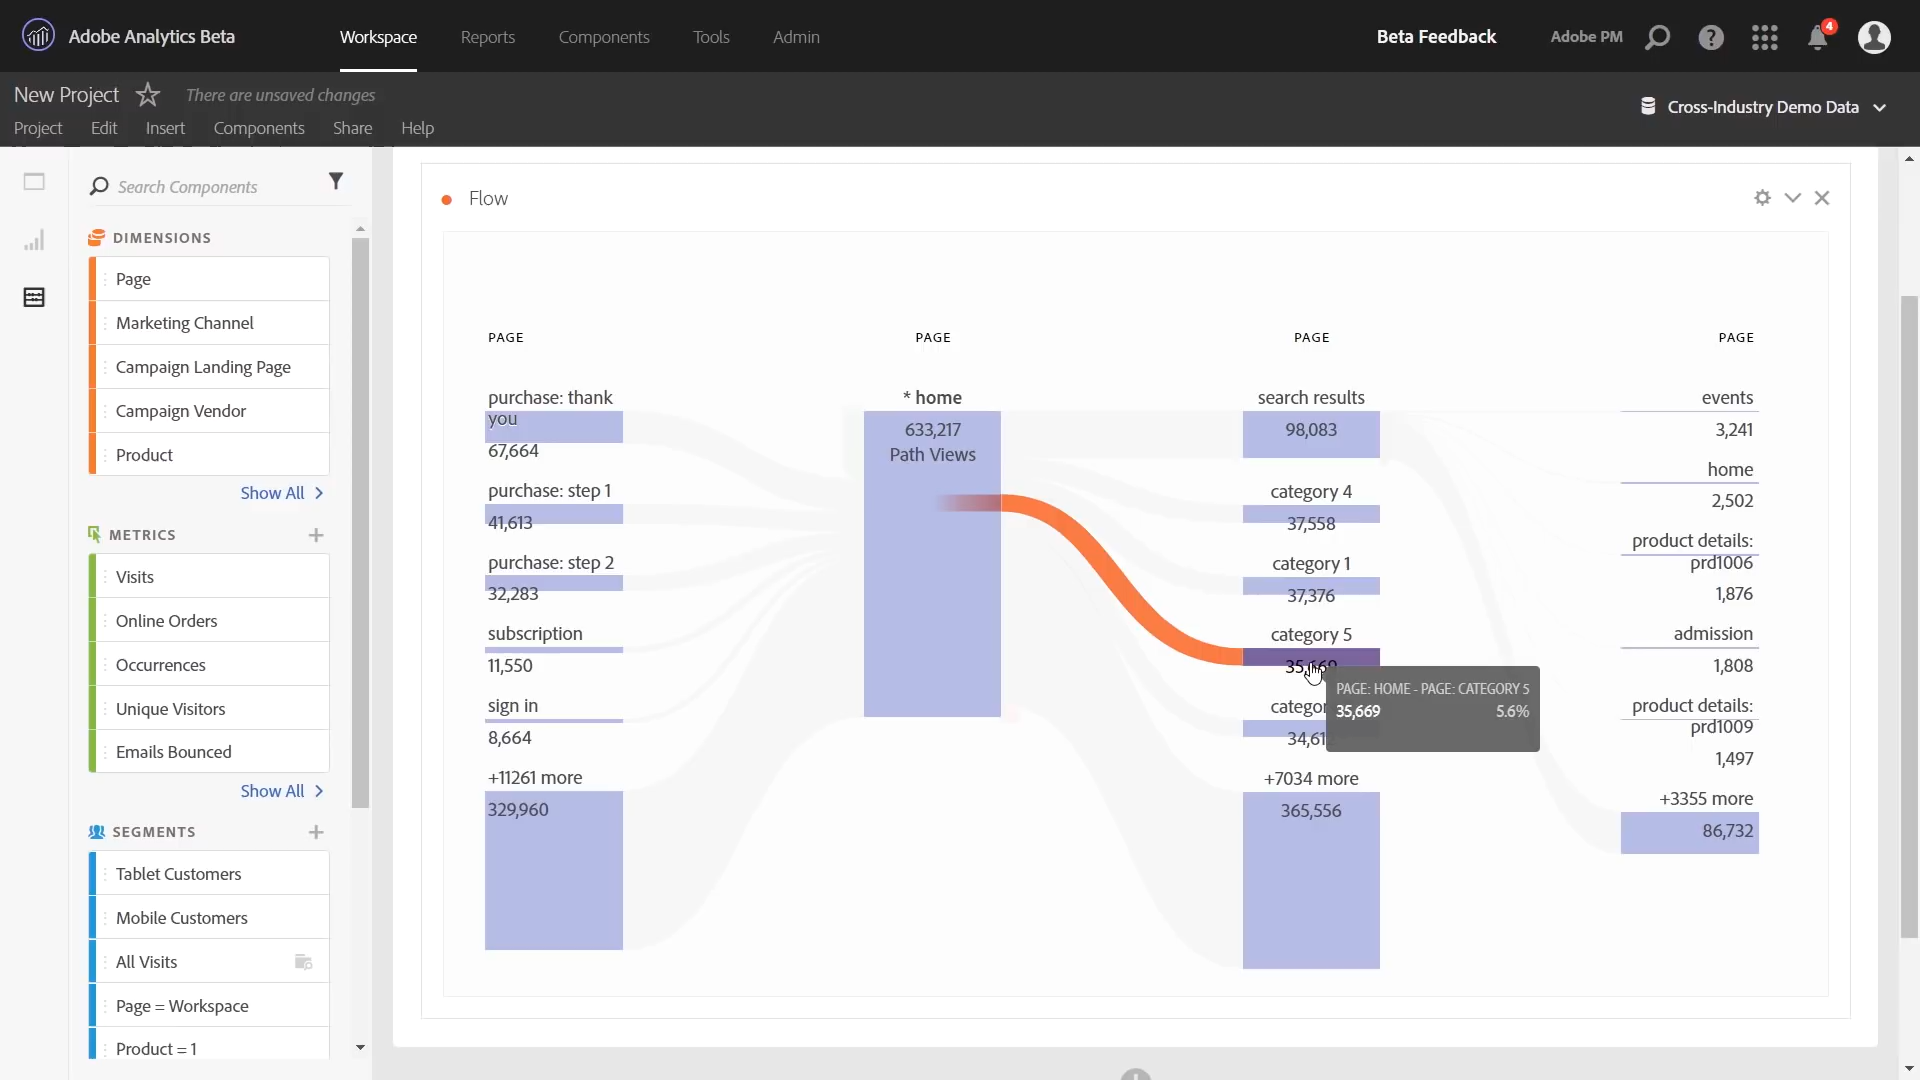 Adobe Analytics Beta
Workspace
Reports
Components
Tools
Admin
Beta Feedback
Adobe PM
4
New Project
There are unsaved changes
Project
Edit
Insert
Components
Share
Help
Cross-Industry Demo Data
Search Components
DIMENSIONS
Page
Marketing Channel
Campaign Landing Page
Campaign Vendor
Product
Show All
METRICS
Visits
Online Orders
Occurrences
Unique Visitors
Emails Bounced
Show All
SEGMENTS
Tablet Customers
Mobile Customers
All Visits
Page = Workspace
Product = 1
Flow
PAGE
purchase: thank
you
67,664
purchase: step 1
41,613
purchase: step 2
32,283
subscription
11,550
sign in
8,664
+11261 more
329,960
PAGE
* home
633,217
Path Views
PAGE
search results
98,083
category 4
37,558
category 1
37,376
category 5
35,669
PAGE: HOME - PAGE: CATEGORY 5
35,669 5.6%
+7034 more
365,556
PAGE
events
3,241
home
2,502
product details:
prd1006
1,876
admission
1,808
product details:
prd1009
1,497
+3355 more
86,732